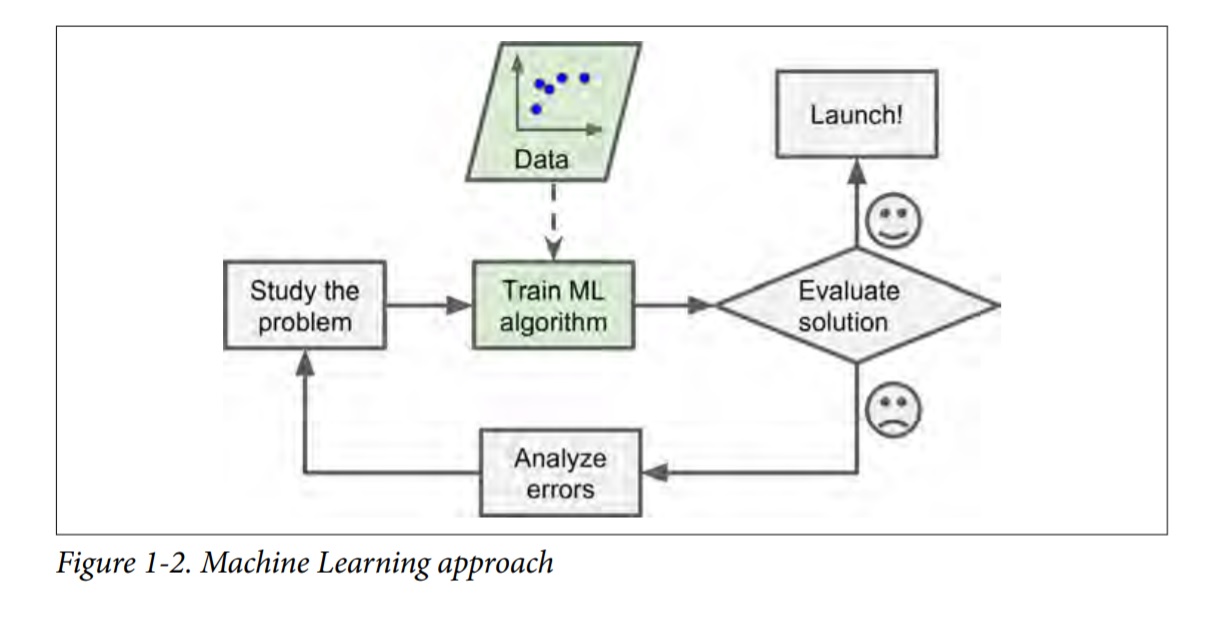 Data
Launch!
Study the
problem
Train ML
algorithm
Evaluate
solution
Analyze
errors
Figure 1-2. Machine Learning approach